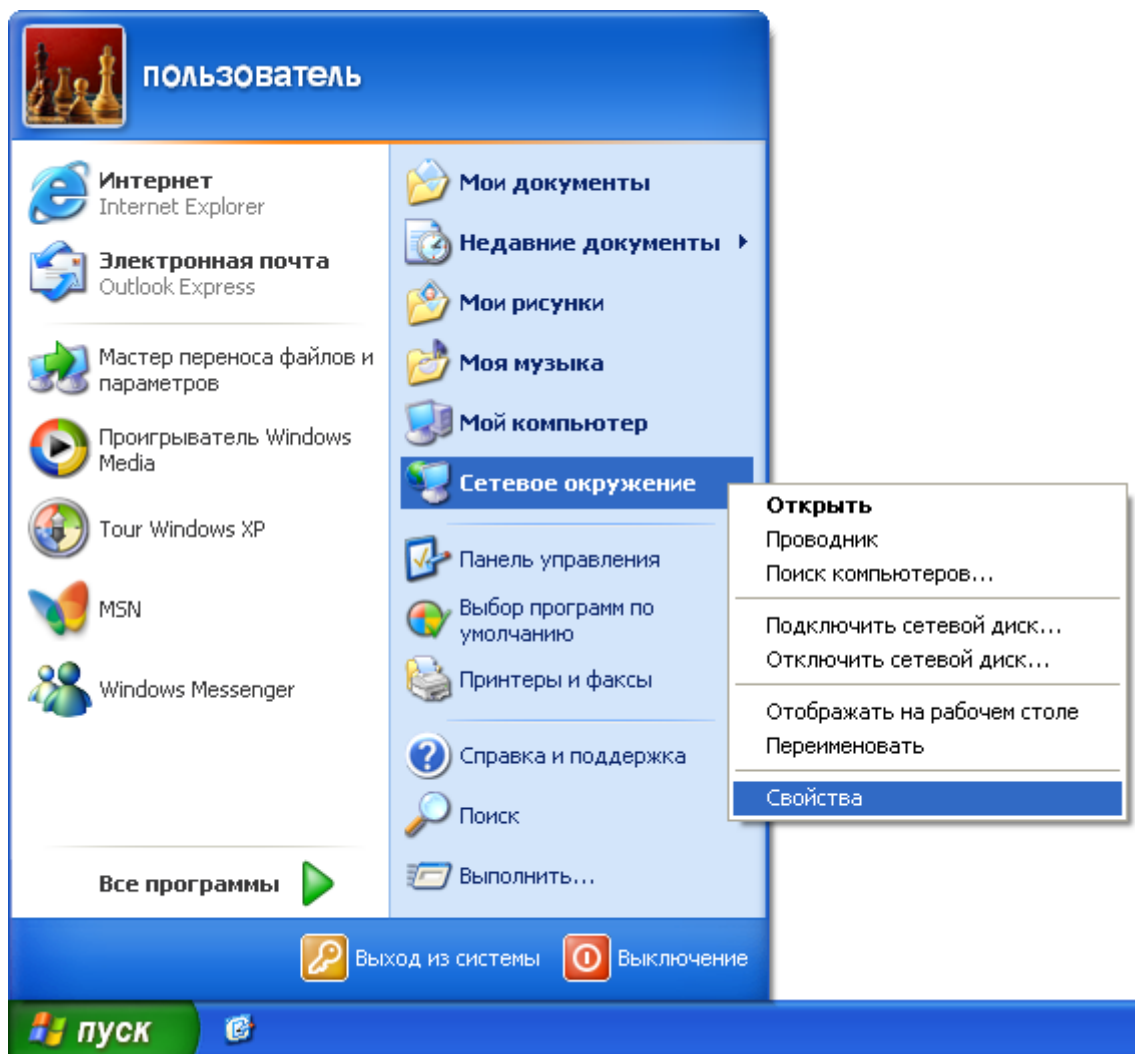 пользователь
Интернет
Internet Explorer
Электронная почта
Outlook Express
Мастер переноса файлов и
параметров
Проигрыватель Windows
Media
Tour Windows XP
MSN
Windows Messenger
Все программы
Мои документы
Недавние документы
Мои рисунки
Моя музыка
Мой компьютер
Сетевое окружение
Панель управления
Выбор программ по
умолчанию
Принтеры и факсы
Справка и поддержка
Поиск
Выполнить...
Открыть
Проводник
Поиск компьютеров...
Подключить сетевой диск...
Отключить сетевой диск...
Отображать на рабочем столе
Переименовать
Свойства
Выход из системы
Выключение
пуск